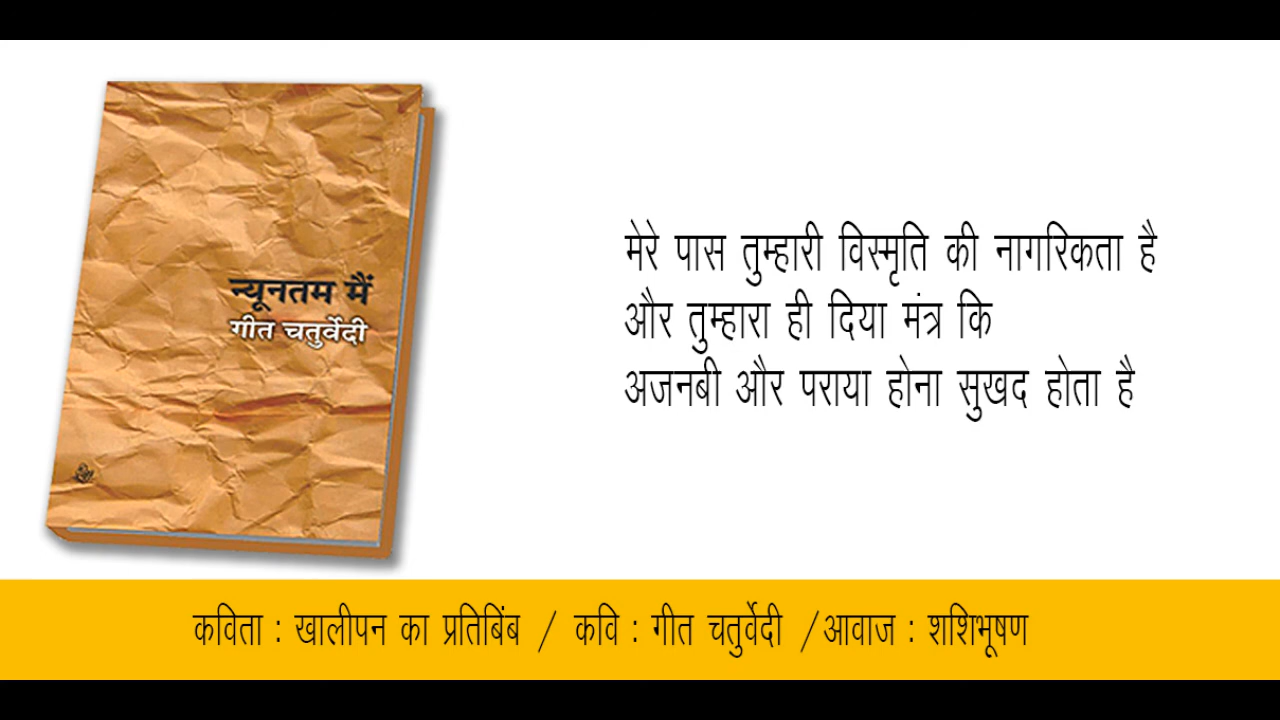 न्यूनतम मैं
गीत चतुर्वेदी
मेरे पास तुम्हारी विस्मृति की नागरिकता है
और तुम्हारा ही दिया मंत्र कि
अजनबी और पराया होना सुखद होता है
कविता : खालीपन का प्रतिबिंब / कवि : गीत चतुर्वेदी /आवाज : शशिभूषण